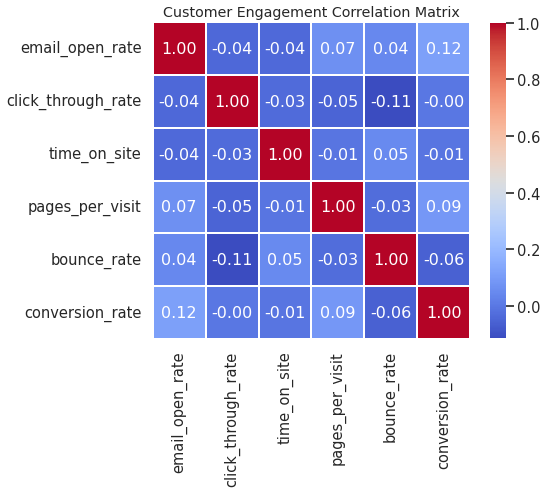 Customer Engagement Correlation Matrix
email_open_rate 1.00 -0.04 -0.04 0.07 0.04 0.12
click_through_rate -0.04 1.00 -0.03 -0.05 -0.11 -0.00
time_on_site -0.04 -0.03 1.00 -0.01 0.05 -0.01
pages_per_visit 0.07 -0.05 -0.01 1.00 -0.03 0.09
bounce_rate 0.04 -0.11 0.05 -0.03 1.00 -0.06
conversion_rate 0.12 -0.00 -0.01 0.09 -0.06 1.00
email_open_rate
click_through_rate
time_on_site
pages_per_visit
bounce_rate
conversion_rate
1.0
0.8
0.6
0.4
0.2
0.0